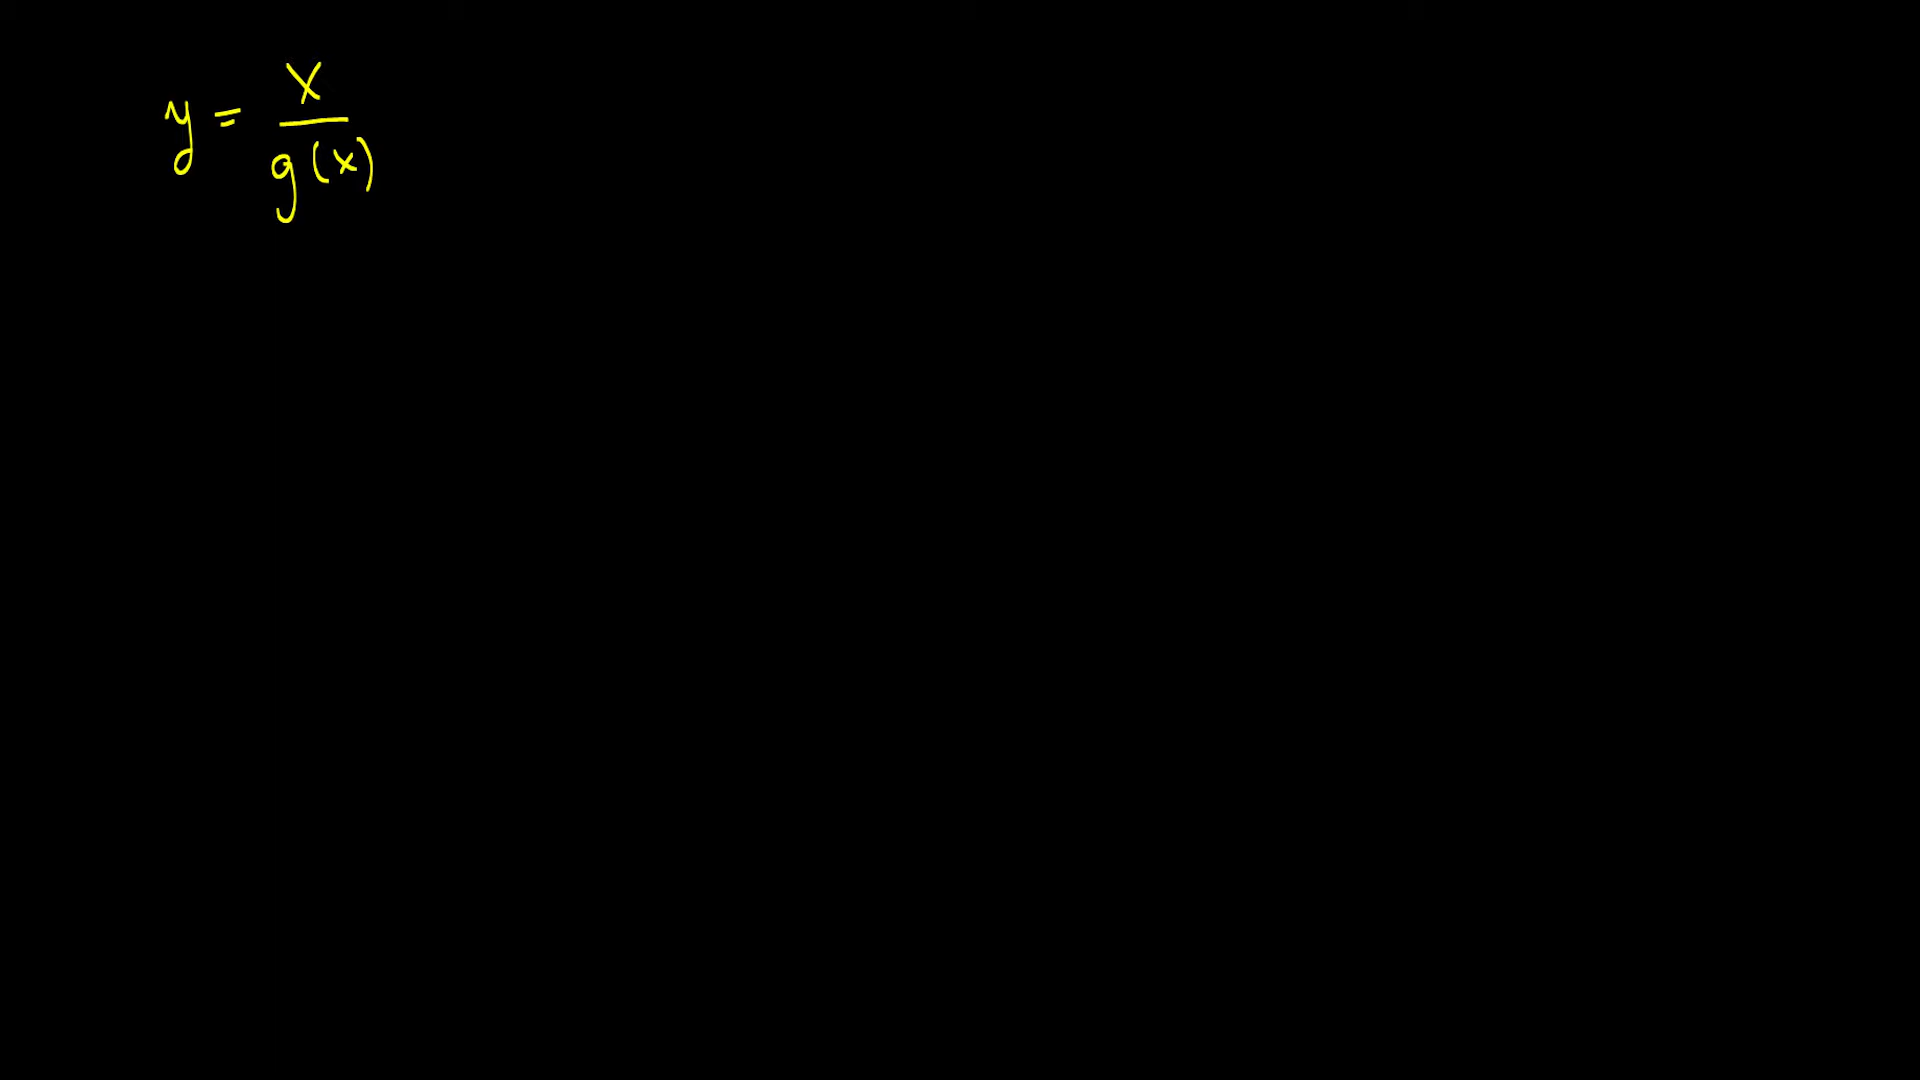 y = x / g(x)